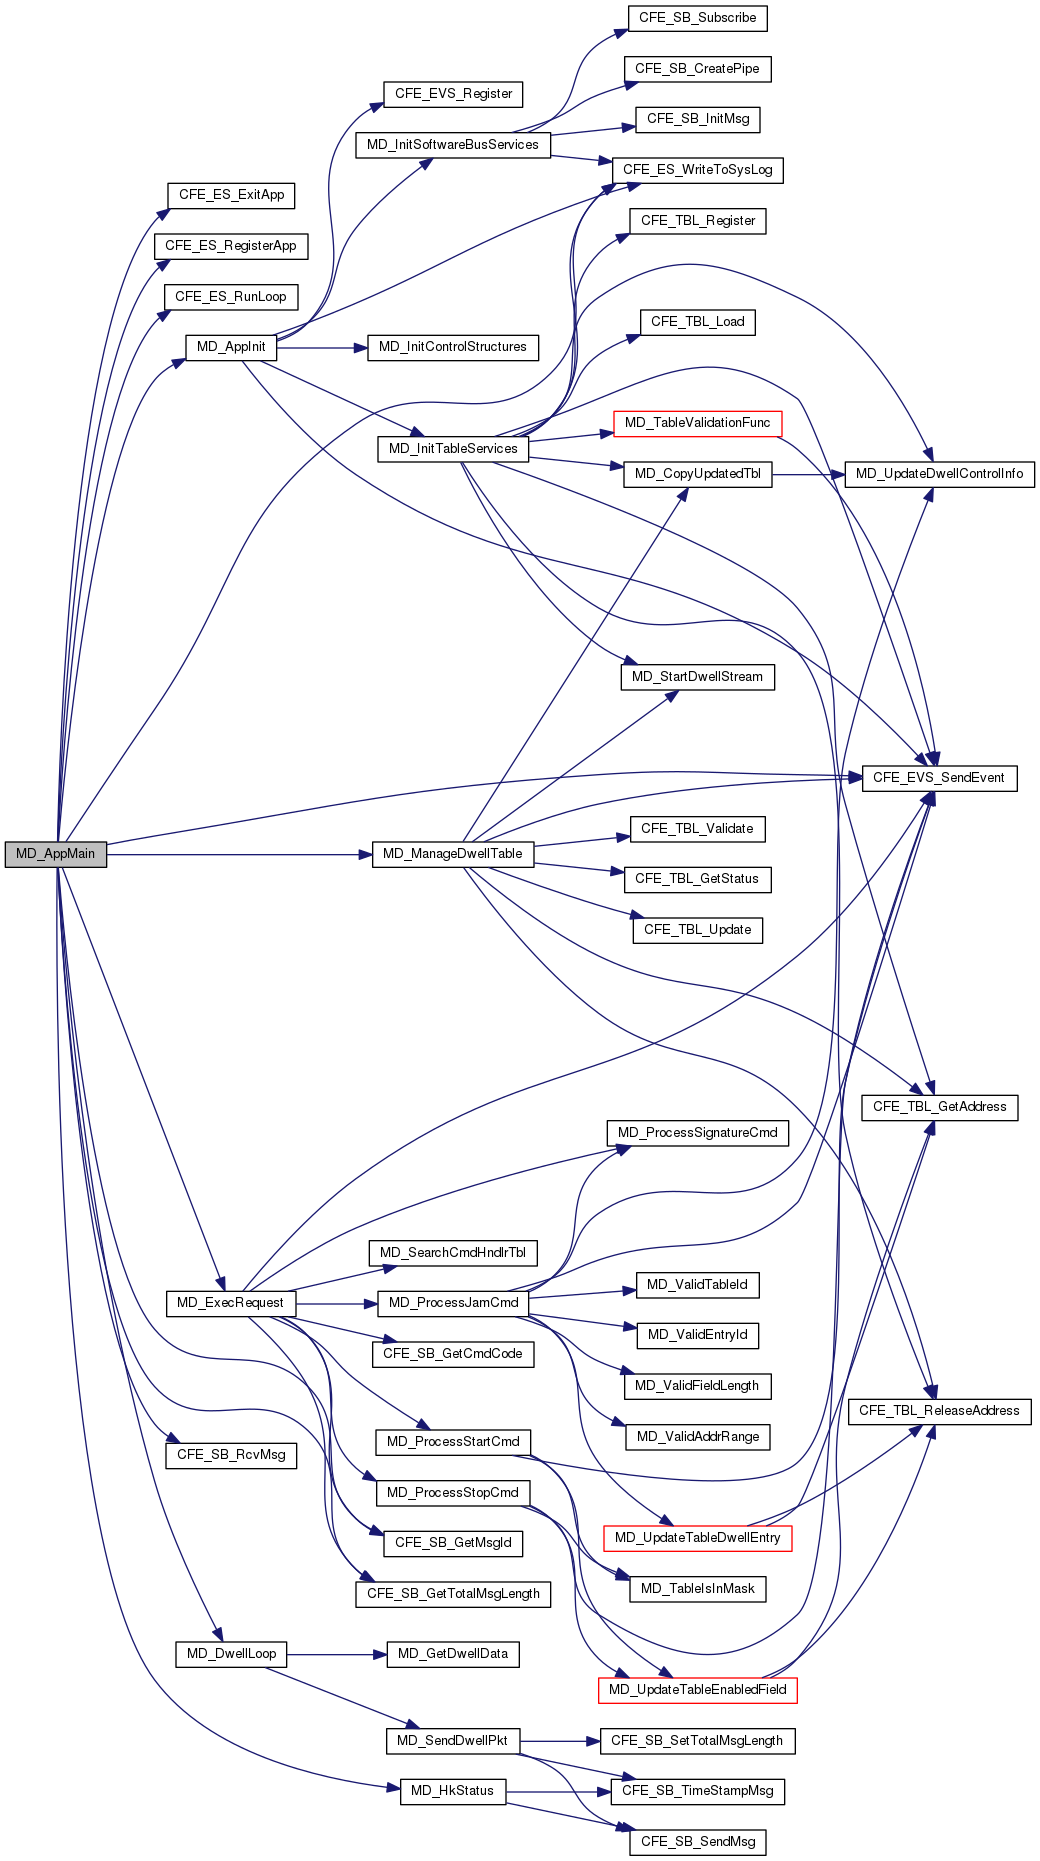 CFE_SB_Subscribe
CFE_SB_CreatePipe
CFE_EVS_Register
CFE_SB_InitMsg
MD_InitSoftwareBusServices
CFE_ES_WriteToSysLog
CFE_ES_ExitApp
CFE_TBL_Register
CFE_ES_RegisterApp
CFE_ES_RunLoop
CFE_TBL_Load
MD_AppInit
MD_InitControlStructures
MD_TableValidationFunc
MD_InitTableServices
MD_CopyUpdatedTbl
MD_UpdateDwellControlInfo
MD_StartDwellStream
CFE_EVS_SendEvent
CFE_TBL_Validate
MD_AppMain
MD_ManageDwellTable
CFE_TBL_GetStatus
CFE_TBL_Update
CFE_TBL_GetAddress
MD_ProcessSignatureCmd
MD_SearchCmdHndlrTbl
MD_ValidTableId
MD_ExecRequest
MD_ProcessJamCmd
MD_ValidEntryId
CFE_SB_GetCmdCode
MD_ValidFieldLength
CFE_TBL_ReleaseAddress
MD_ValidAddrRange
MD_ProcessStartCmd
CFE_SB_RcvMsg
MD_ProcessStopCmd
MD_UpdateTableDwellEntry
CFE_SB_GetMsgId
MD_TableIsInMask
CFE_SB_GetTotalMsgLength
MD_DwellLoop
MD_GetDwellData
MD_UpdateTableEnabledField
MD_SendDwellPkt
CFE_SB_SetTotalMsgLength
MD_HkStatus
CFE_SB_TimeStampMsg
CFE_SB_SendMsg